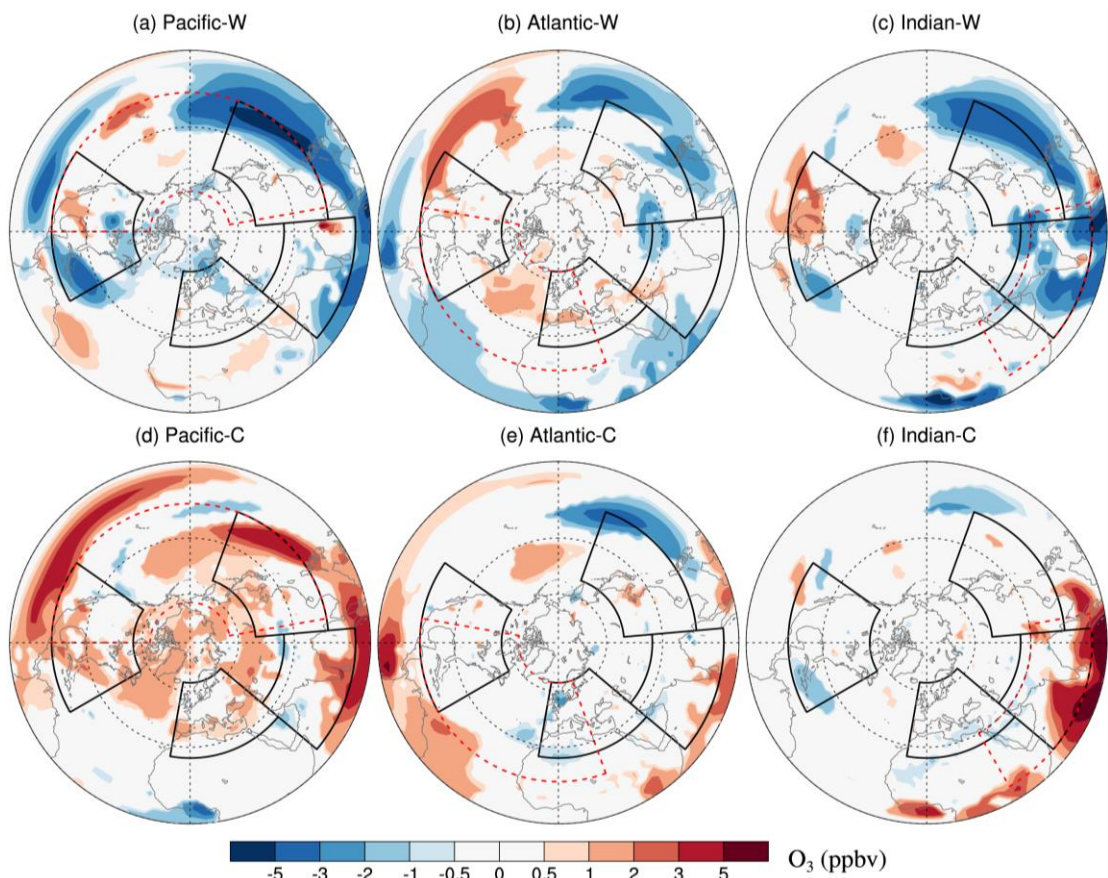 (a) Pacific-W
(b) Atlantic-W
(c) Indian-W
(d) Pacific-C
(e) Atlantic-C
(f) Indian-C
-5 -3 -2 -1 -0.5 0 0.5 1 2 3 5
O₃ (ppbv)